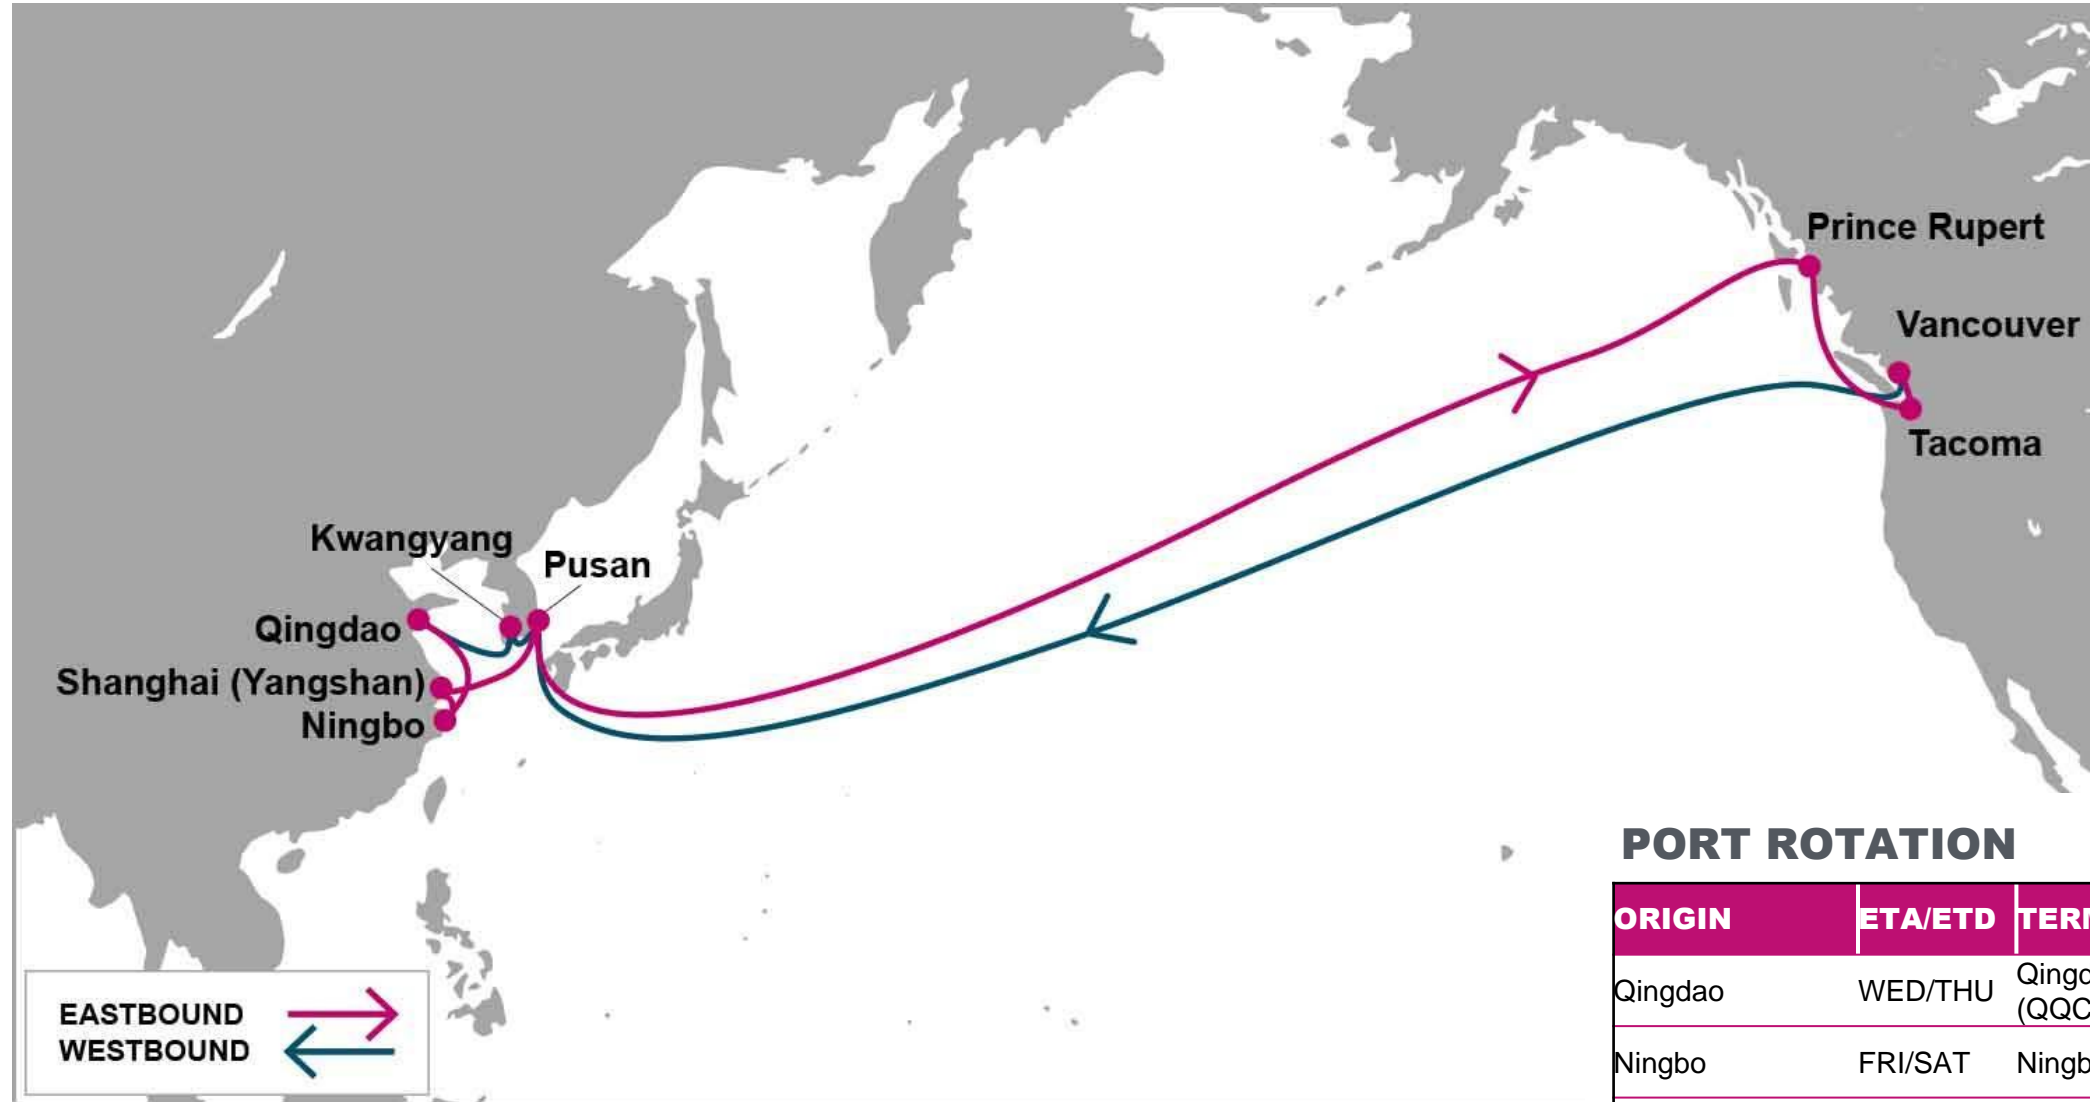 Prince Rupert
Vancouver
Tacoma
Kwangyang
Pusan
Qingdao
Shanghai (Yangshan)
Ningbo
EASTBOUND
WESTBOUND
PORT ROTATION
ORIGIN ETA/ETD
Qingdao WED/THU
Ningbo FRI/SAT